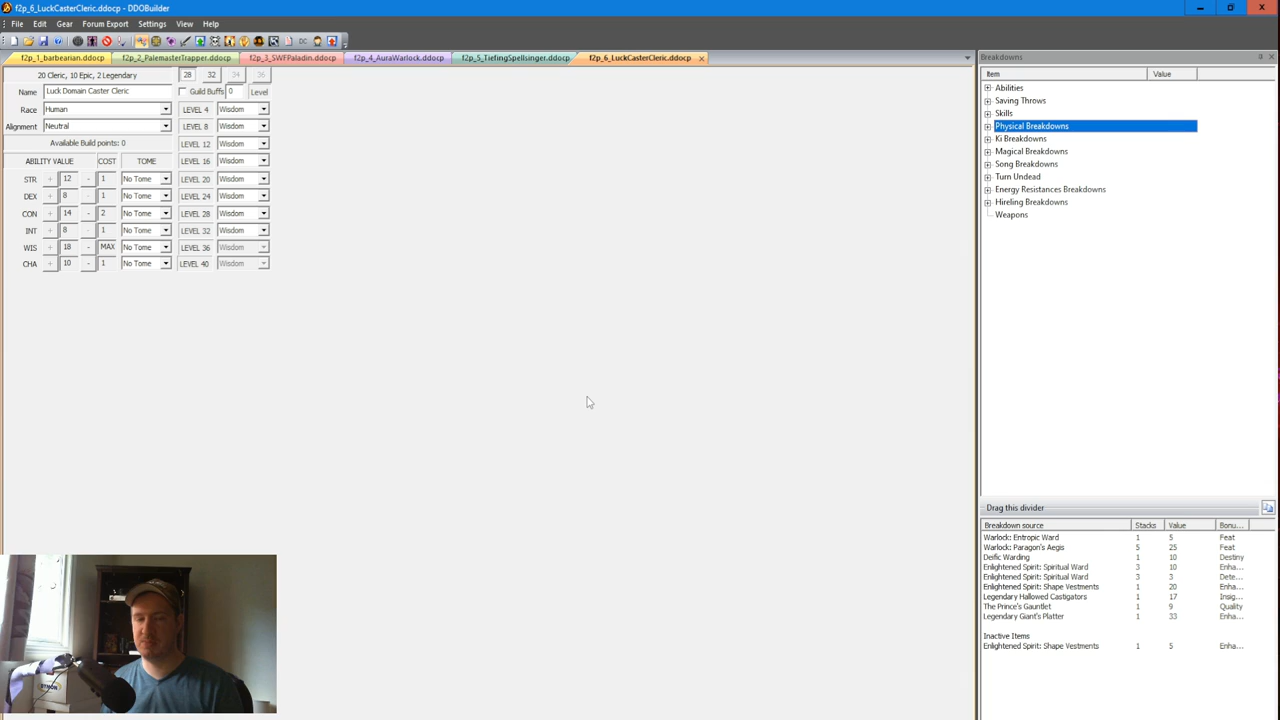 f2p_6_LuckCasterCleric.ddocp - DDOBuilder
File Edit Gear Forum Export Settings View Help
f2p_1_barbearian.ddocp f2p_2_PalemasterTrapper.ddocp f2p_3_SWFPaladin.ddocp f2p_4_AuraWarlock.ddocp f2p_5_TieflingSpellsinger.ddocp f2p_6_LuckCasterCleric.ddocp
20 Cleric, 10 Epic, 2 Legendary 28 32 34 36
Name Luck Domain Caster Cleric Guild Buffs 0 Level
Race Human LEVEL 4 Wisdom
Alignment Neutral LEVEL 8 Wisdom
Available Build points: 0 LEVEL 12 Wisdom
ABILITY VALUE COST TOME LEVEL 16 Wisdom
STR + 12 - 1 No Tome LEVEL 20 Wisdom
DEX + 8 - 1 No Tome LEVEL 24 Wisdom
CON + 14 - 2 No Tome LEVEL 28 Wisdom
INT + 8 - 1 No Tome LEVEL 32 Wisdom
WIS + 18 - MAX No Tome LEVEL 36 Wisdom
CHA + 10 - 1 No Tome LEVEL 40 Wisdom
Breakdowns
Item Value
Abilities
Saving Throws
Skills
Physical Breakdowns
Ki Breakdowns
Magical Breakdowns
Song Breakdowns
Turn Undead
Energy Resistances Breakdowns
Hireling Breakdowns
Weapons
Drag this divider
Breakdown source Stacks Value Bonu...
Warlock: Entropic Ward 1 5 Feat
Warlock: Paragon's Aegis 5 25 Feat
Deific Warding 1 10 Destiny
Enlightened Spirit: Spiritual Ward 3 10 Enha...
Enlightened Spirit: Spiritual Ward 3 3 Dete...
Enlightened Spirit: Shape Vestments 1 20 Enha...
Legendary Hallowed Castigators 1 17 Insig...
The Prince's Gauntlet 1 9 Quality
Legendary Giant's Platter 1 33 Enha...
Inactive Items
Enlightened Spirit: Shape Vestments 1 5 Enha...